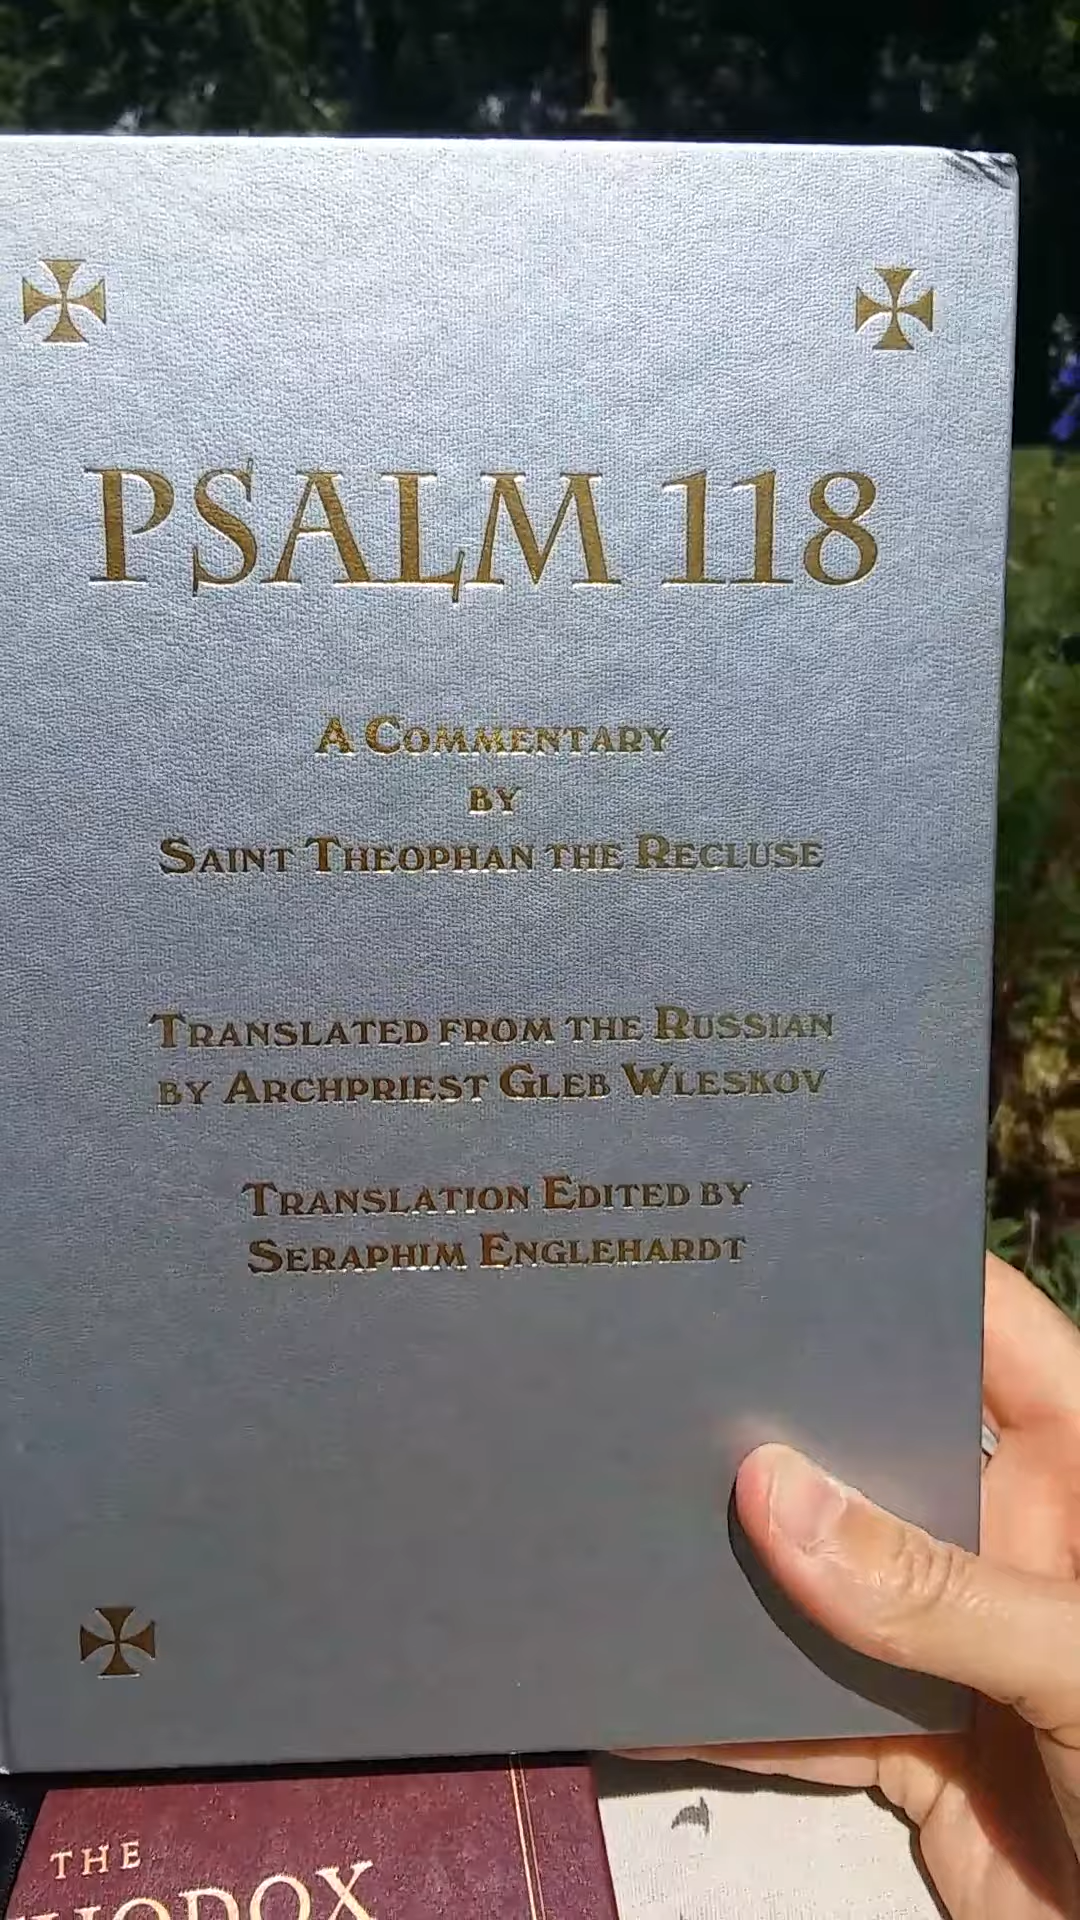 PSALM 118
A COMMENTARY
BY
SAINT THEOPHAN THE RECLUSE
TRANSLATED FROM THE RUSSIAN
BY ARCHPRIEST GLEB WLESKOV
TRANSLATION EDITED BY
SERAPHIM ENGLEHARDT
THE